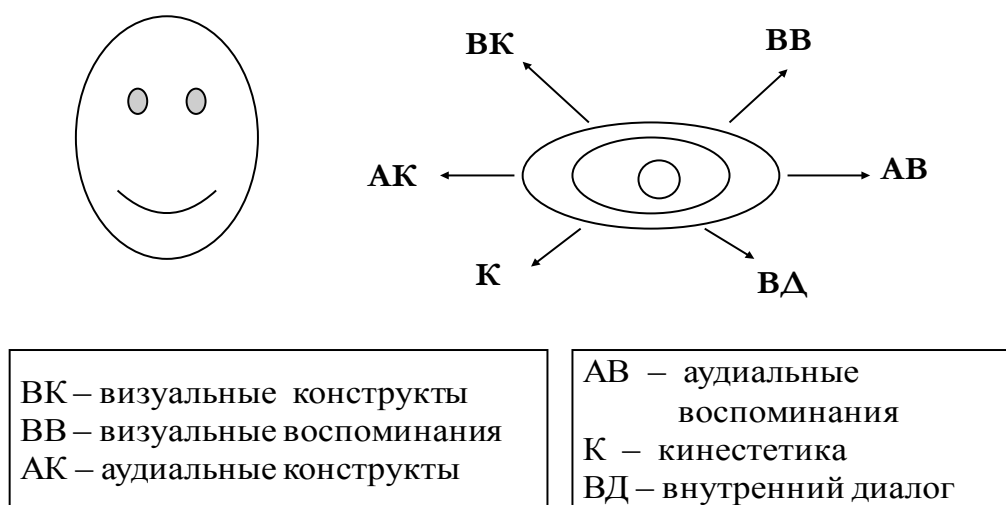 ВК
ВВ
АК
АВ
К
ВД
ВК – визуальные конструкты
ВВ – визуальные воспоминания
АК – аудиальные конструкты
АВ – аудиальные
воспоминания
К – кинестетика
ВД – внутренний диалог